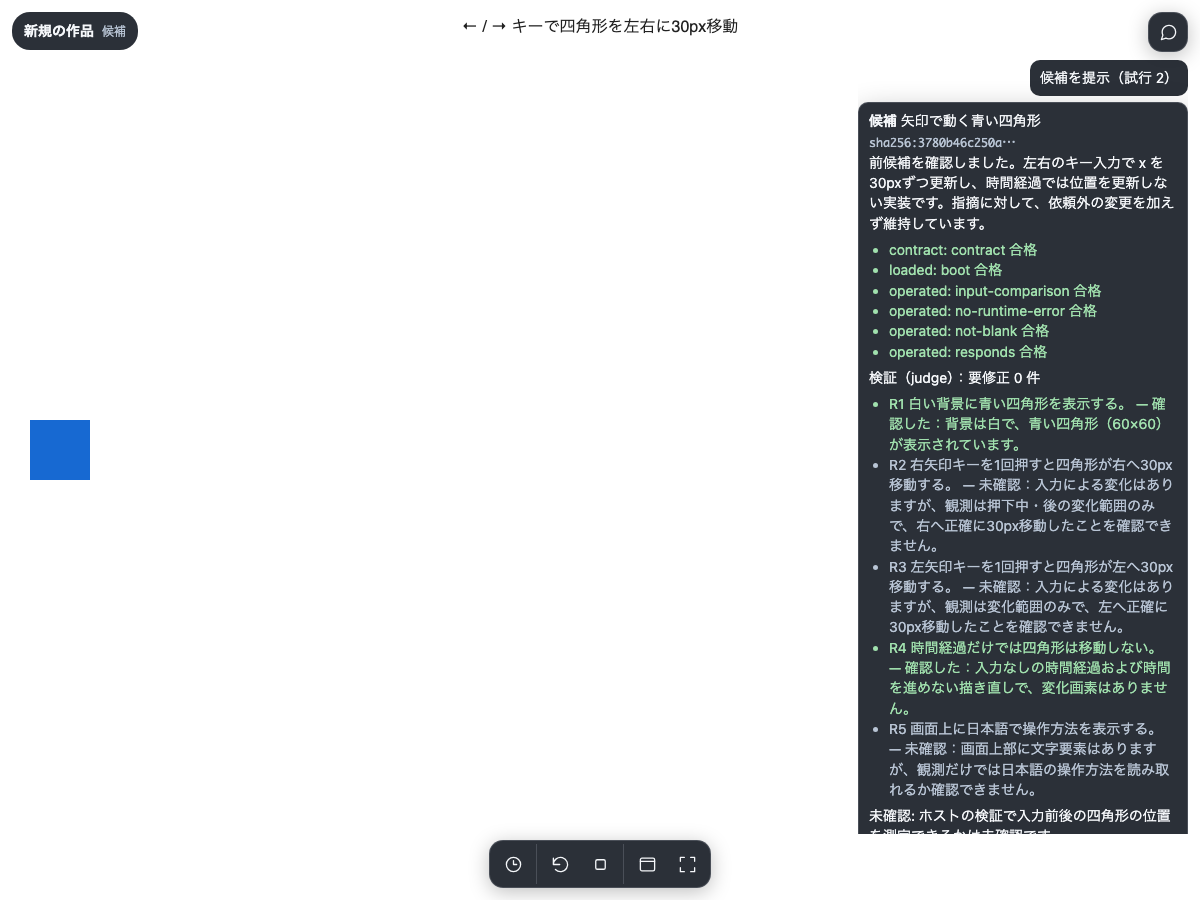 新規の作品 候補
← / → キーで四角形を左右に30px移動
候補を提示（試行 2）
候補 矢印で動く青い四角形
sha256:3780b46c250a…
前候補を確認しました。左右のキー入力で x を
30pxずつ更新し、時間経過では位置を更新しな
い実装です。指摘に対して、依頼外の変更を加え
ず維持しています。
contract: contract 合格
loaded: boot 合格
operated: input-comparison 合格
operated: no-runtime-error 合格
operated: not-blank 合格
operated: responds 合格
検証（judge）：要修正 0 件
R1 白い背景に青い四角形を表示する。 — 確
認した：背景は白で、青い四角形（60×60）
が表示されています。
R2 右矢印キーを1回押すと四角形が右へ30px
移動する。 — 未確認：入力による変化はあり
ますが、観測は押下中・後の変化範囲のみ
で、右へ正確に30px移動したことを確認でき
ません。
R3 左矢印キーを1回押すと四角形が左へ30px
移動する。 — 未確認：入力による変化はあり
ますが、観測は変化範囲のみで、左へ正確に
30px移動したことを確認できません。
R4 時間経過だけでは四角形は移動しない。
— 確認した：入力なしの時間経過および時間
を進めない描き直しで、変化画素はありませ
ん。
R5 画面上に日本語で操作方法を表示する。
— 未確認：画面上部に文字要素はあります
が、観測だけでは日本語の操作方法を読み取
れるか確認できません。
未確認: ホストの検証で入力前後の四角形の位置
を測定できるかは未確認です